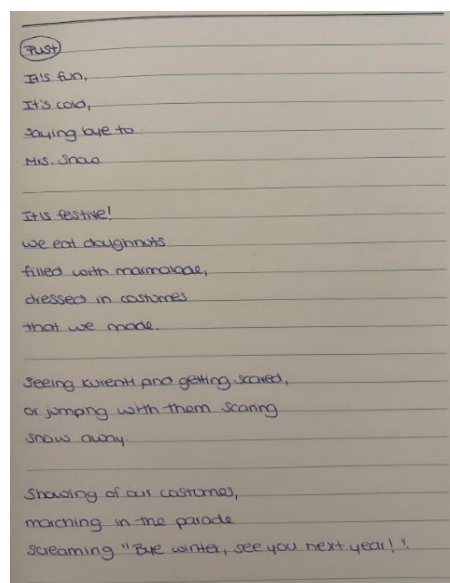 Pust
It's fun,
It's cold,
saying bye to
Mrs. Snow
It is festive!
we eat doughnuts
filled with marmalade,
dressed in costumes
that we made.
Seeing kurenti and getting scared,
or jumping with them scaring
snow away.
Showing of our costumes,
marching in the parade
screaming "Bye winter, see you next year!".